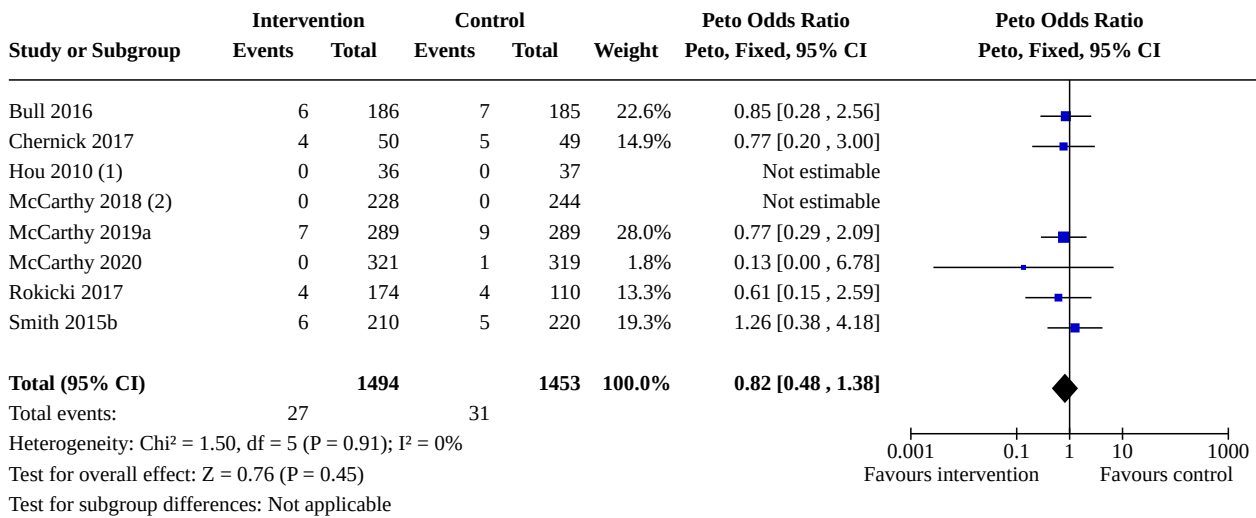 Intervention Control Peto Odds Ratio Peto Odds Ratio
Study or Subgroup Events Total Events Total Weight Peto, Fixed, 95% CI Peto, Fixed, 95% CI
Bull 2016 6 186 7 185 22.6% 0.85 [0.28 , 2.56]
Chernick 2017 4 50 5 49 14.9% 0.77 [0.20 , 3.00]
Hou 2010 (1) 0 36 0 37 Not estimable
McCarthy 2018 (2) 0 228 0 244 Not estimable
McCarthy 2019a 7 289 9 289 28.0% 0.77 [0.29 , 2.09]
McCarthy 2020 0 321 1 319 1.8% 0.13 [0.00 , 6.78]
Rokicki 2017 4 174 4 110 13.3% 0.61 [0.15 , 2.59]
Smith 2015b 6 210 5 220 19.3% 1.26 [0.38 , 4.18]
Total (95% CI) 1494 1453 100.0% 0.82 [0.48 , 1.38]
Total events: 27 31
Heterogeneity: Chi² = 1.50, df = 5 (P = 0.91); I² = 0% 0.001 0.1 1 10 1000
Test for overall effect: Z = 0.76 (P = 0.45) Favours intervention Favours control
Test for subgroup differences: Not applicable